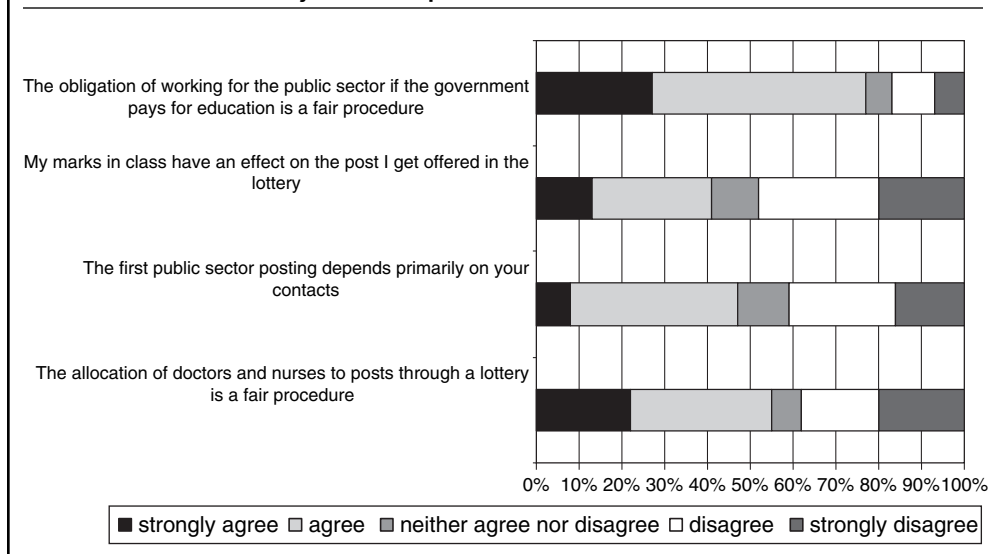 The obligation of working for the public sector if the government
pays for education is a fair procedure
My marks in class have an effect on the post I get offered in the
lottery
The first public sector posting depends primarily on your
contacts
The allocation of doctors and nurses to posts through a lottery
is a fair procedure
0% 10% 20% 30% 40% 50% 60% 70% 80% 90%100%
strongly agree agree neither agree nor disagree disagree strongly disagree